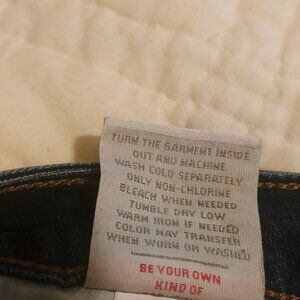 TURN THE GARMENT INSIDE
OUT AND MACHINE
WASH COLD SEPARATELY
ONLY NON-CHLORINE
BLEACH WHEN NEEDED
TUMBLE DRY LOW
WARM IRON IF NEEDED
COLOR MAY TRANSFER
WHEN WORN OR WASHED
BE YOUR OWN
KIND OF